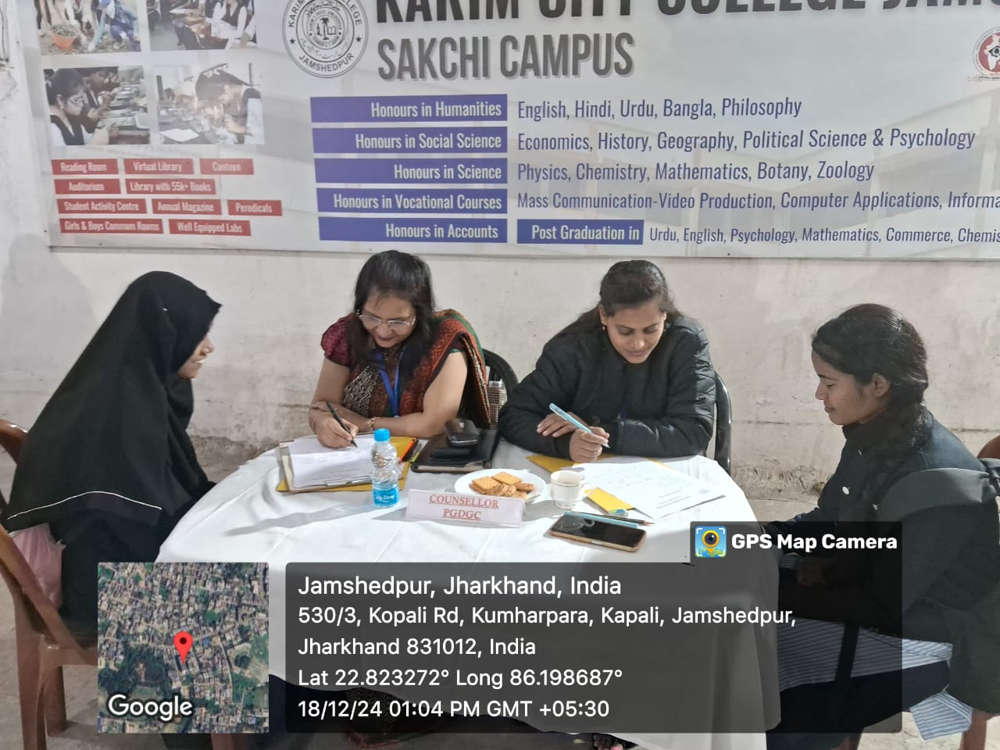 KARIM CITY COLLEGE
SAKCHI CAMPUS
JAMSHEDPUR
Honours in Humanities English, Hindi, Urdu, Bangla, Philosophy
Honours in Social Science Economics, History, Geography, Political Science & Psychology
Honours in Science Physics, Chemistry, Mathematics, Botany, Zoology
Honours in Vocational Courses Mass Communication-Video Production, Computer Applications, Informa
Honours in Accounts Post Graduation in Urdu, English, Psychology, Mathematics, Commerce, Chemis
Reading Room Virtual Library Canteen
Auditorium Library with 55k+ Books
Student Activity Centre Annual Magazine Perodicals
Girls & Boys Commom Rooms Well Equipped Labs
COUNSELLOR
PGDGC
GPS Map Camera
Jamshedpur, Jharkhand, India
530/3, Kopali Rd, Kumharpara, Kapali, Jamshedpur,
Jharkhand 831012, India
Lat 22.823272° Long 86.198687°
18/12/24 01:04 PM GMT +05:30
Google